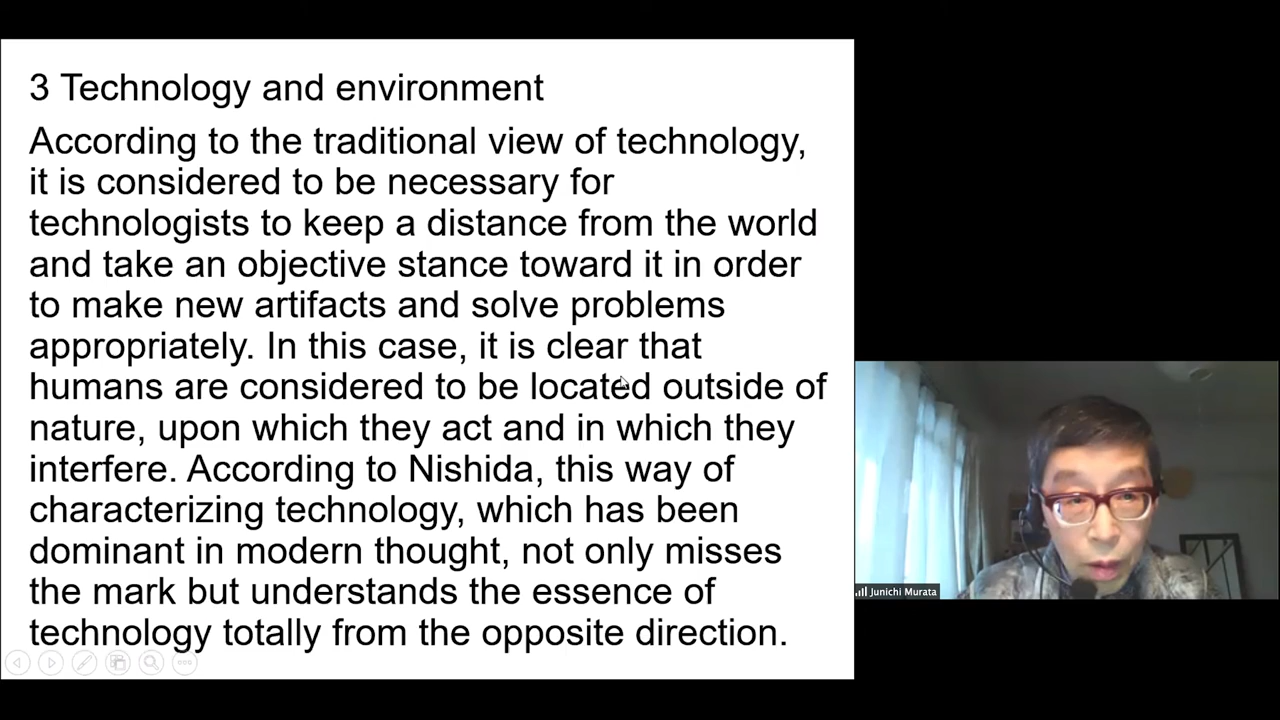 3 Technology and environment
According to the traditional view of technology,
it is considered to be necessary for
technologists to keep a distance from the world
and take an objective stance toward it in order
to make new artifacts and solve problems
appropriately. In this case, it is clear that
humans are considered to be located outside of
nature, upon which they act and in which they
interfere. According to Nishida, this way of
characterizing technology, which has been
dominant in modern thought, not only misses
the mark but understands the essence of
technology totally from the opposite direction.
Junichi Murata